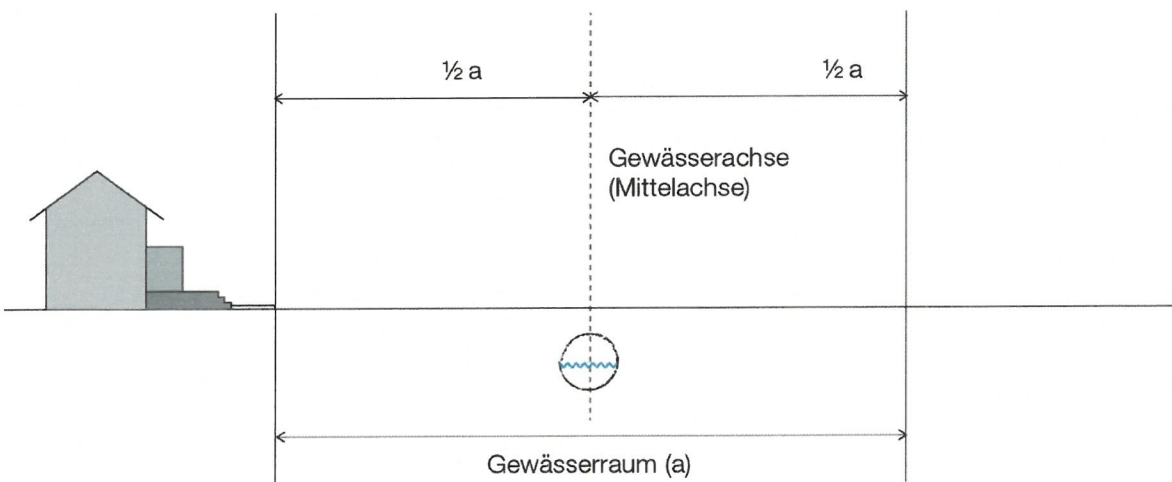 ½ a
½ a
Gewässerachse
(Mittelachse)
Gewässerraum (a)